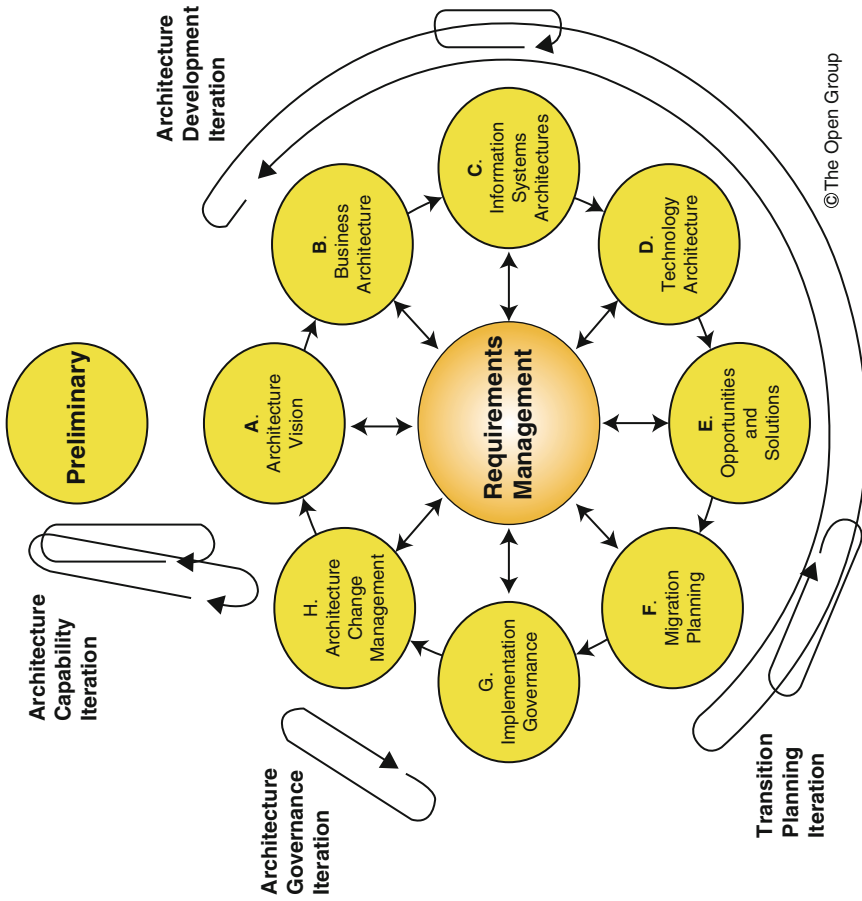 Preliminary
A.
Architecture
Vision
B.
Business
Architecture
C.
Information
Systems
Architectures
D.
Technology
Architecture
E.
Opportunities
and
Solutions
F.
Migration
Planning
G.
Implementation
Governance
H.
Architecture
Change
Management
Requirements
Management
Architecture
Capability
Iteration
Architecture
Development
Iteration
Transition
Planning
Iteration
Architecture
Governance
Iteration
©The Open Group